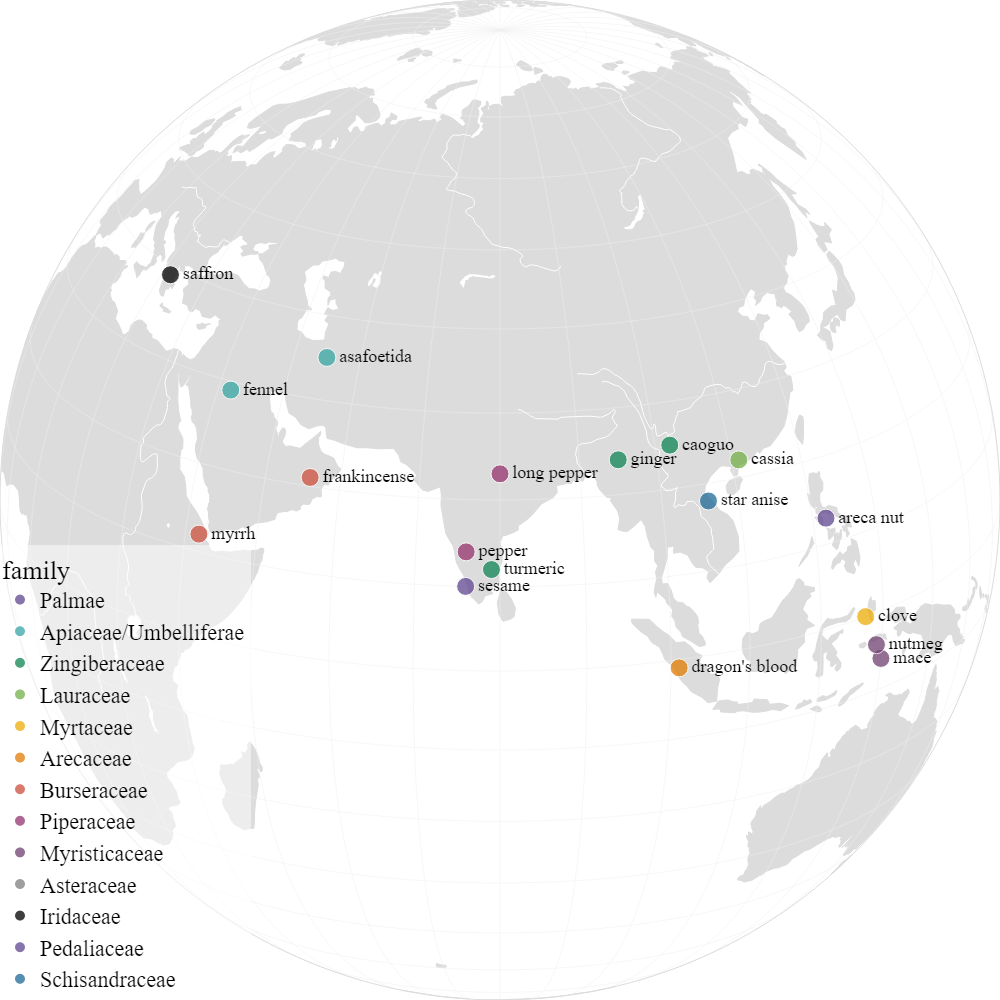 saffron
asafoetida
fennel
caoguo
ginger
cassia
long pepper
frankincense
star anise
areca nut
myrrh
pepper
turmeric
sesame
clove
nutmeg
mace
dragon's blood
family
Palmae
Apiaceae/Umbelliferae
Zingiberaceae
Lauraceae
Myrtaceae
Arecaceae
Burseraceae
Piperaceae
Myristicaceae
Asteraceae
Iridaceae
Pedaliaceae
Schisandraceae